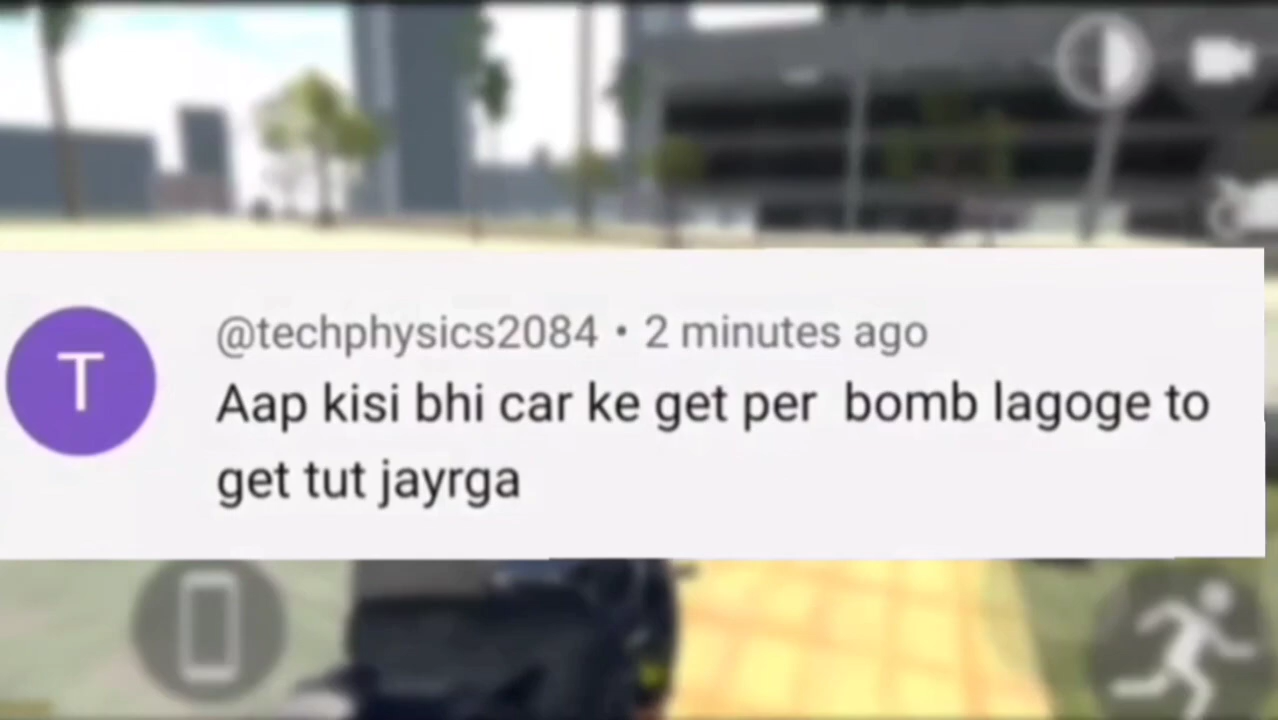 T
@techphysics2084 • 2 minutes ago
Aap kisi bhi car ke get per  bomb lagoge to
get tut jayrga